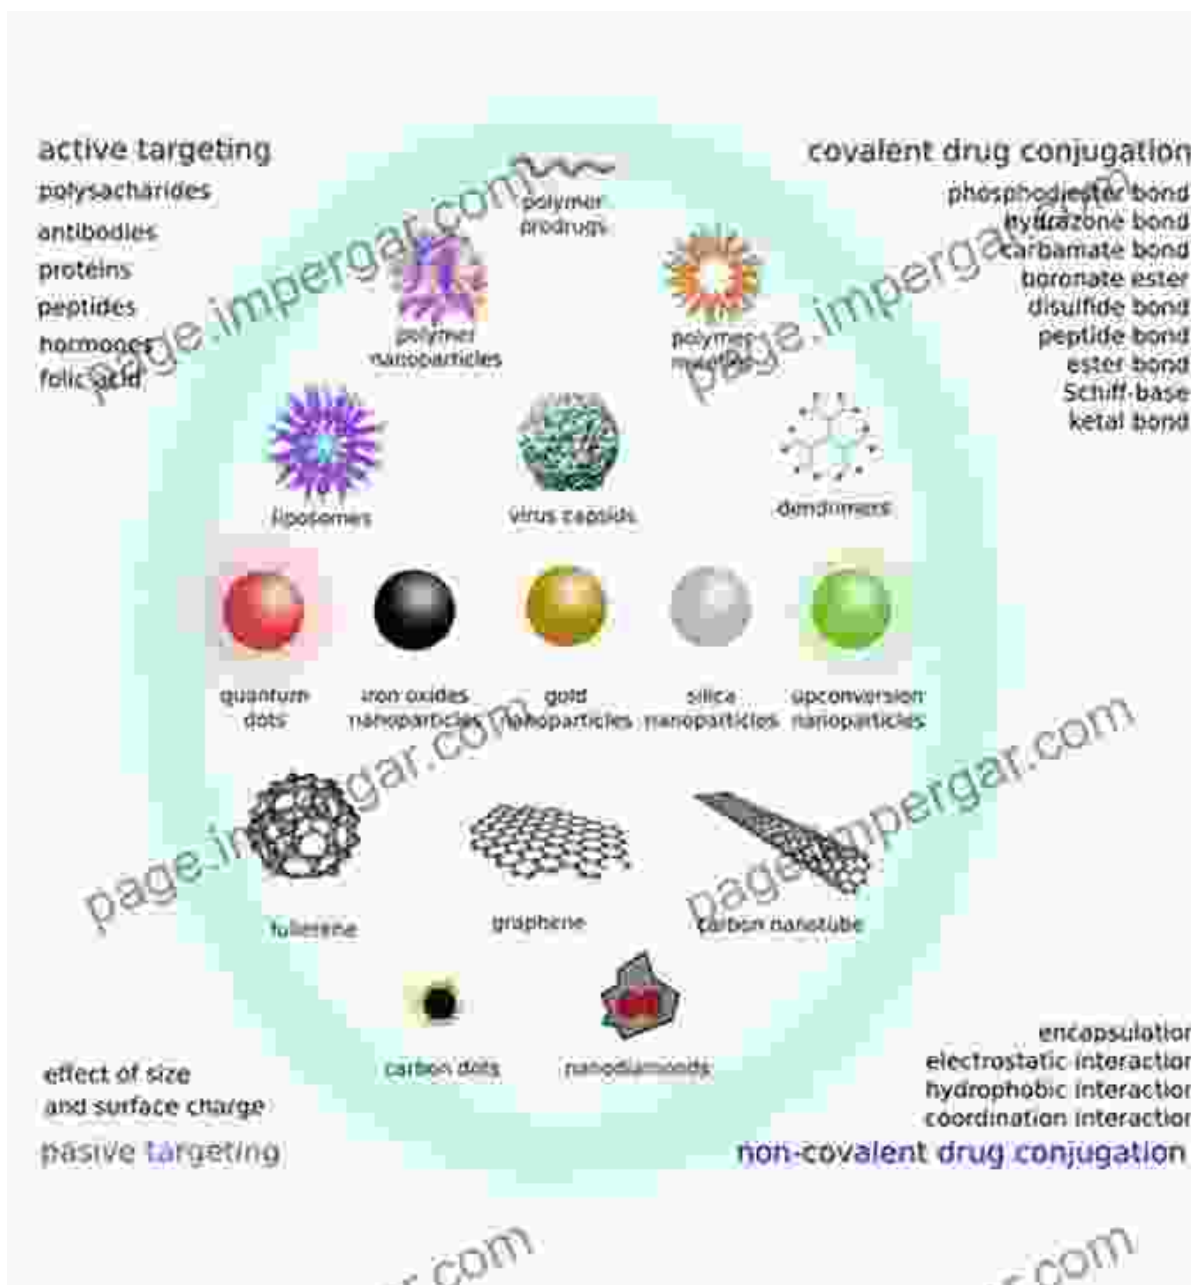 active targeting
polysacharides
antibodies
proteins
peptides
hormones
folic acid
covalent drug conjugation
phosphodiester bond
hydrazone bond
carbamate bond
boronate ester
disulfide bond
peptide bond
ester bond
Schiff-base
ketal bond
polymer
prodrugs
polymer
nanoparticles
polymer
liposomes
virus capsids
dendrimers
quantum
dots
iron oxides
nanoparticles
gold
nanoparticles
silica
nanoparticles
upconversion
nanoparticles
fullerene
graphene
carbon nanotube
carbon dots
nanodiamonds
effect of size
and surface charge
pasive targeting
encapsulation
electrostatic interaction
hydrophobic interaction
coordination interaction
non-covalent drug conjugation
page.impergar.com
page.impergar.com
page.impergar.com
page.impergar.com
ar.com
.com